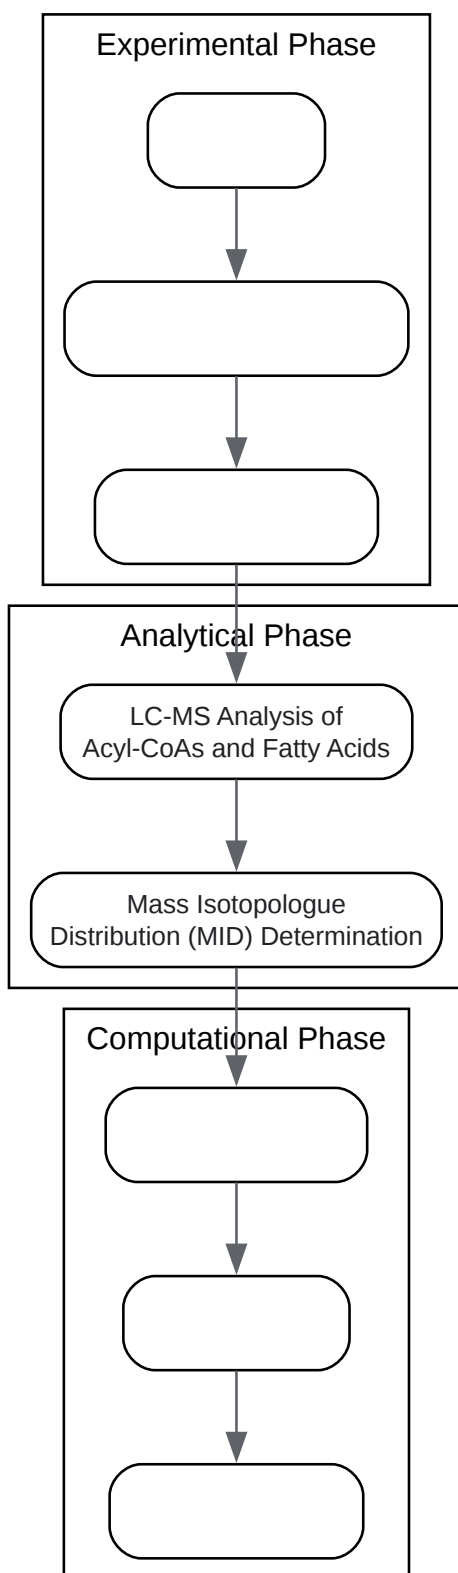 Experimental Phase
Analytical Phase
LC-MS Analysis of
Acyl-CoAs and Fatty Acids
Mass Isotopologue
Distribution (MID) Determination
Computational Phase